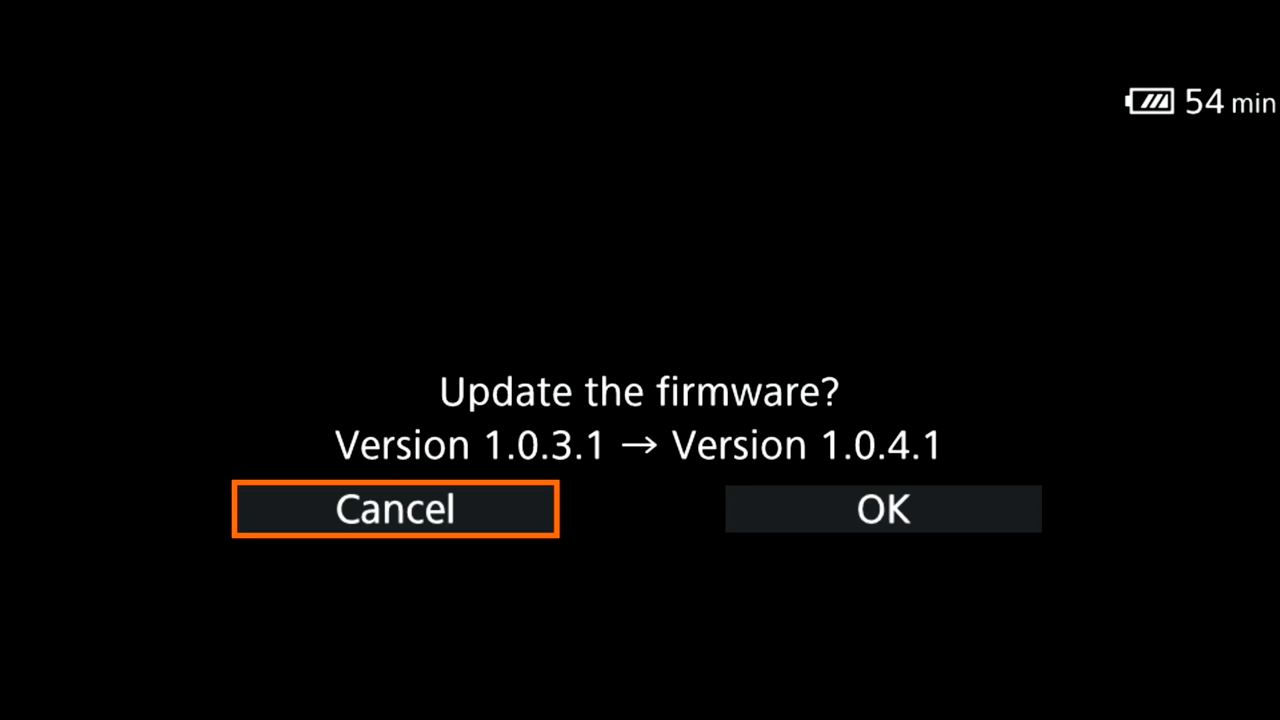 54 min
Update the firmware?
Version 1.0.3.1 → Version 1.0.4.1
Cancel OK